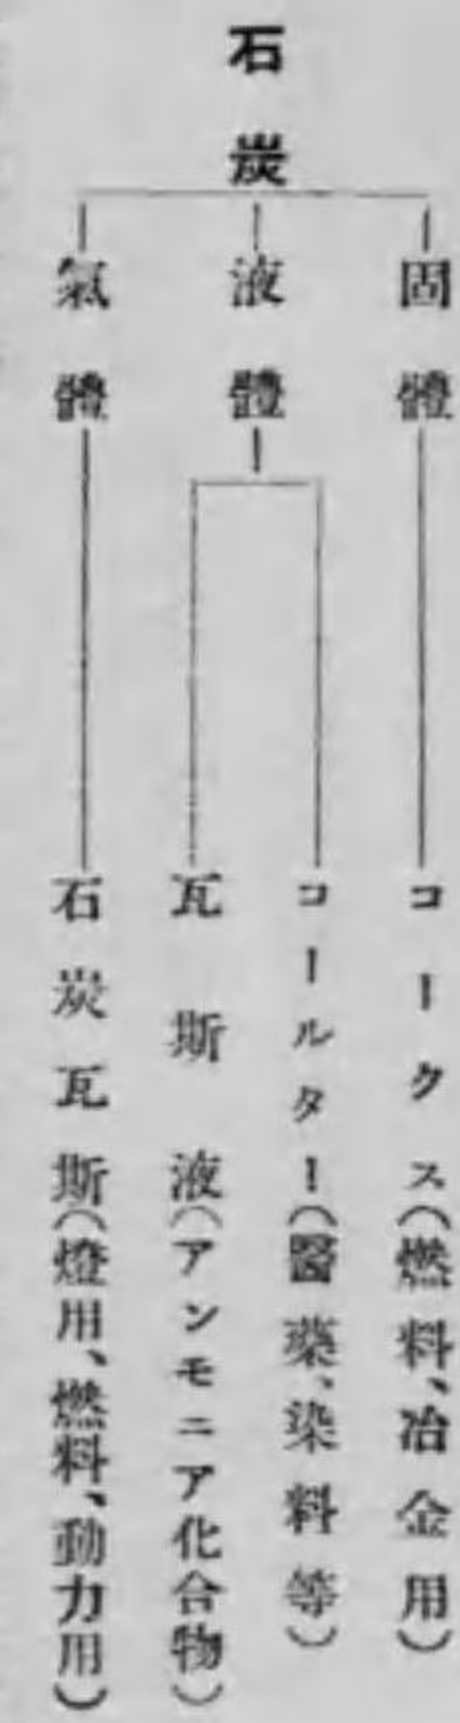 石炭
固體
コークス（燃料、冶金用）
液體
コールター（醫藥、染料等）
瓦斯液（アンモニア化合物）
氣體
石炭瓦斯（燈用、燃料、動力用）